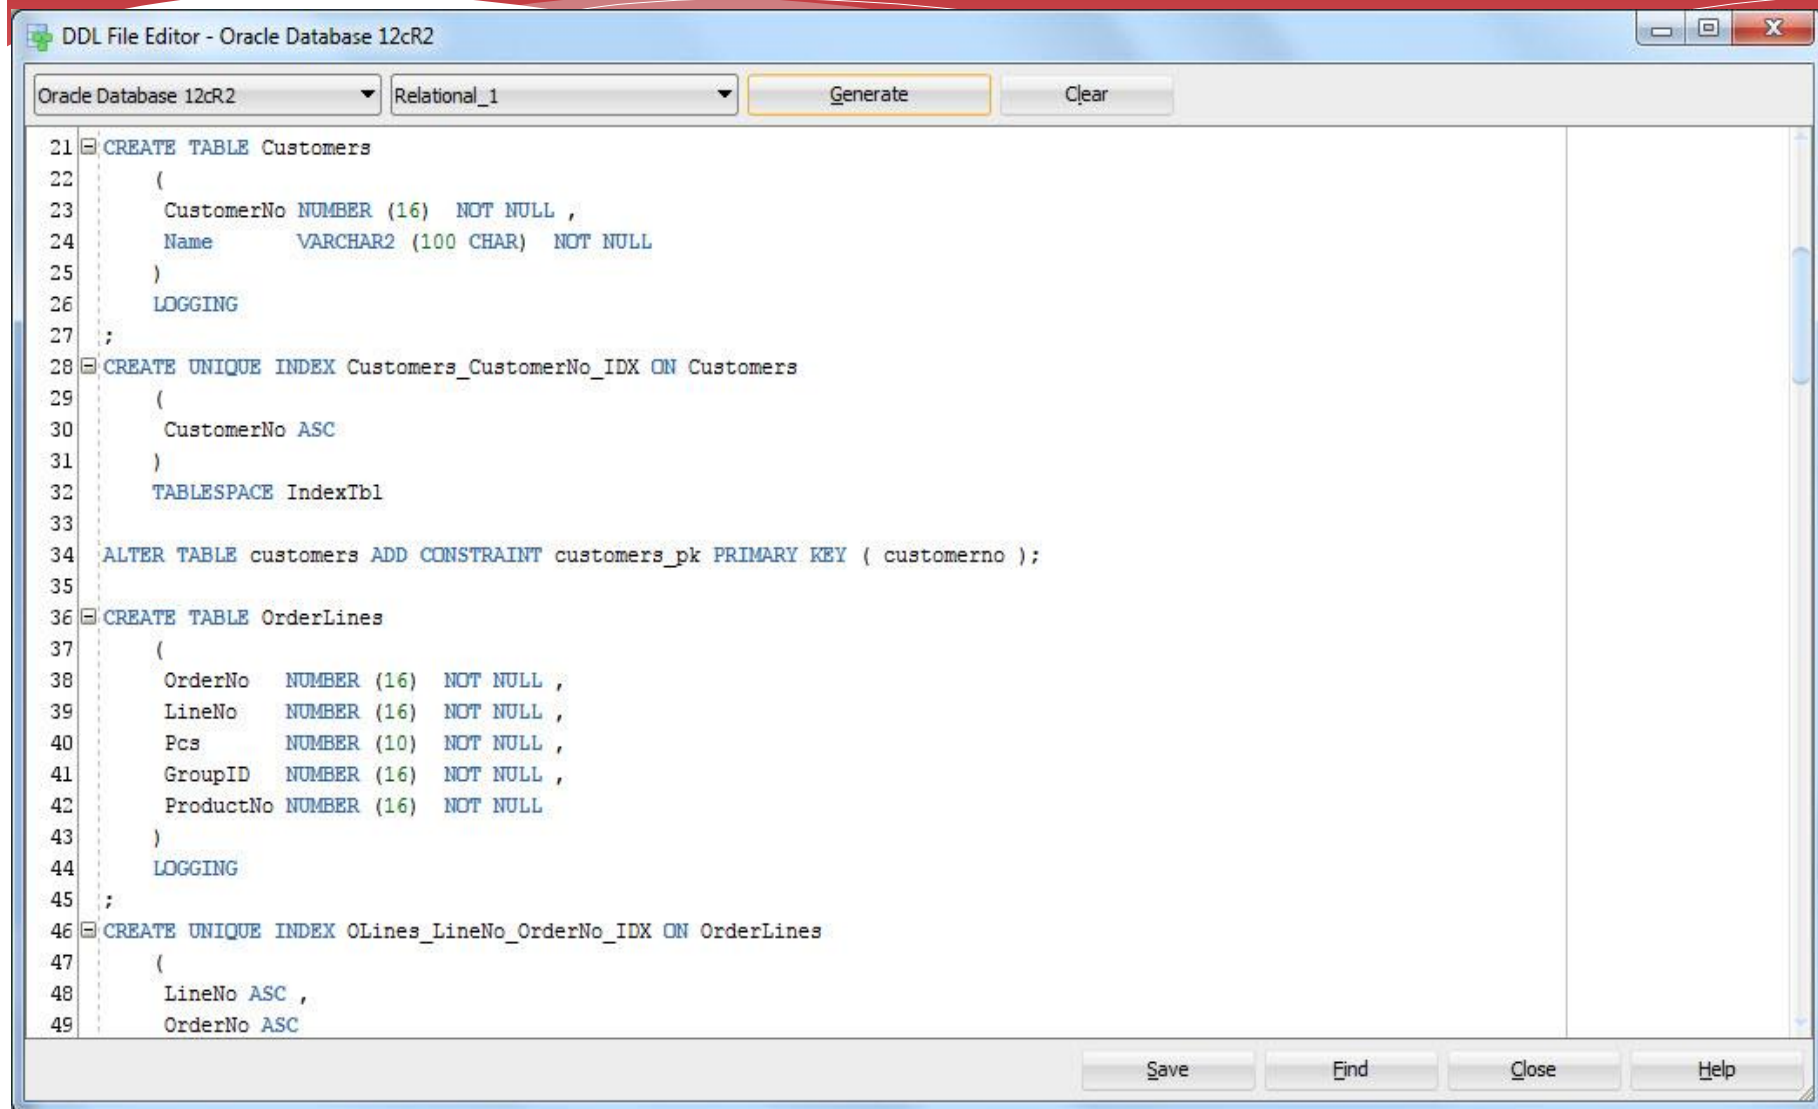 DDL File Editor - Oracle Database 12cR2
Oracle Database 12cR2 Relational_1 Generate Clear
21 CREATE TABLE Customers
22 (
23 CustomerNo NUMBER (16) NOT NULL ,
24 Name VARCHAR2 (100 CHAR) NOT NULL
25 )
26 LOGGING
27 ;
28 CREATE UNIQUE INDEX Customers_CustomerNo_IDX ON Customers
29 (
30 CustomerNo ASC
31 )
32 TABLESPACE IndexTbl
33
34 ALTER TABLE customers ADD CONSTRAINT customers_pk PRIMARY KEY ( customerno );
35
36 CREATE TABLE OrderLines
37 (
38 OrderNo NUMBER (16) NOT NULL ,
39 LineNo NUMBER (16) NOT NULL ,
40 Pcs NUMBER (10) NOT NULL ,
41 GroupID NUMBER (16) NOT NULL ,
42 ProductNo NUMBER (16) NOT NULL
43 )
44 LOGGING
45 ;
46 CREATE UNIQUE INDEX OLines_LineNo_OrderNo_IDX ON OrderLines
47 (
48 LineNo ASC ,
49 OrderNo ASC
Save Find Close Help